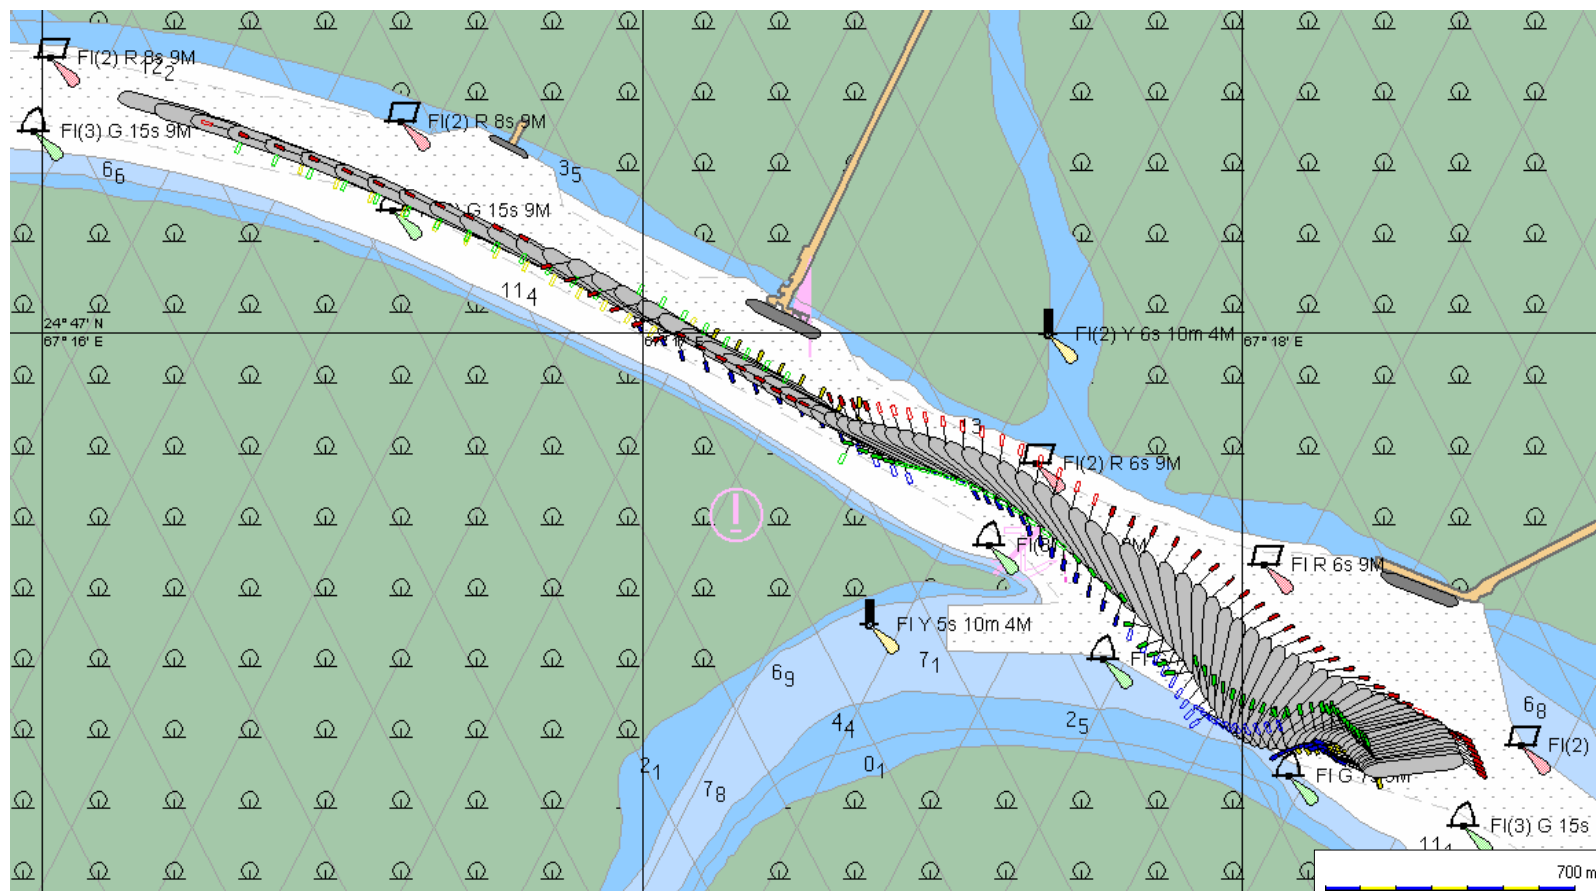 Fl(2) R 8s 9M
12₂
Fl(3) G 15s 9M
6₆
Fl(2) R 8s 9M
3₅
G 15s 9M
11₄
24° 47' N
67° 16' E
67° 18' E
Fl(2) Y 6s 10m 4M
13
Fl(2) R 6s 9M
Fl R 6s 9M
Fl Y 5s 10m 4M
7₁
6₉
4₄
2₅
0₁
2₁
7₈
6₈
Fl(2)
Fl G
Fl(3) G 15s
700 m